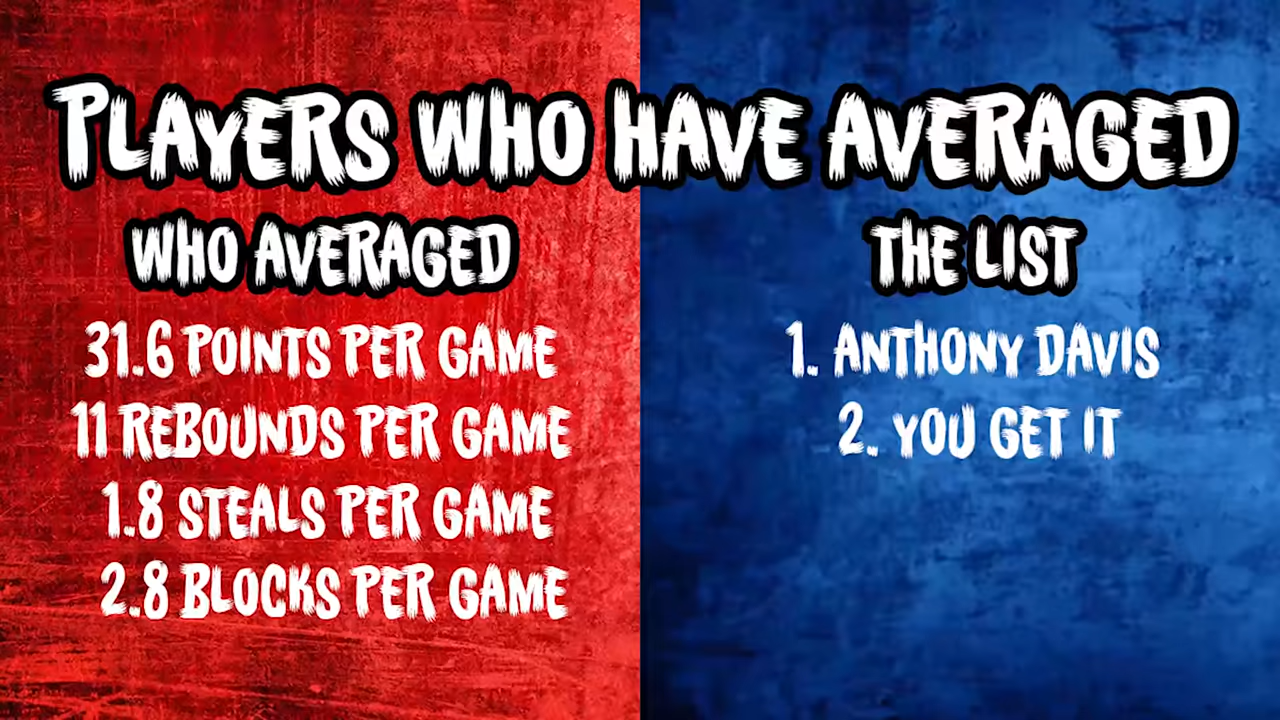 PLAYERS WHO HAVE AVERAGED
WHO AVERAGED
31.6 POINTS PER GAME
11 REBOUNDS PER GAME
1.8 STEALS PER GAME
2.8 BLOCKS PER GAME
THE LIST
1. ANTHONY DAVIS
2. YOU GET IT